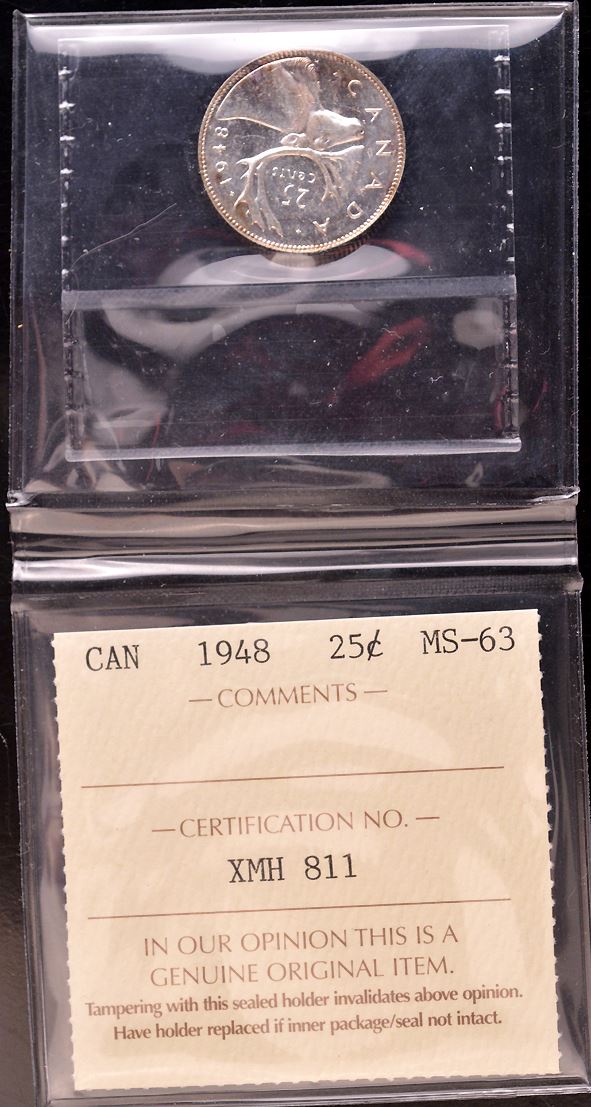 CANADA
25
cents
1948
CAN 1948 25¢ MS-63
— COMMENTS —
— CERTIFICATION NO. —
XMH 811
IN OUR OPINION THIS IS A
GENUINE ORIGINAL ITEM.
Tampering with this sealed holder invalidates above opinion.
Have holder replaced if inner package/seal not intact.